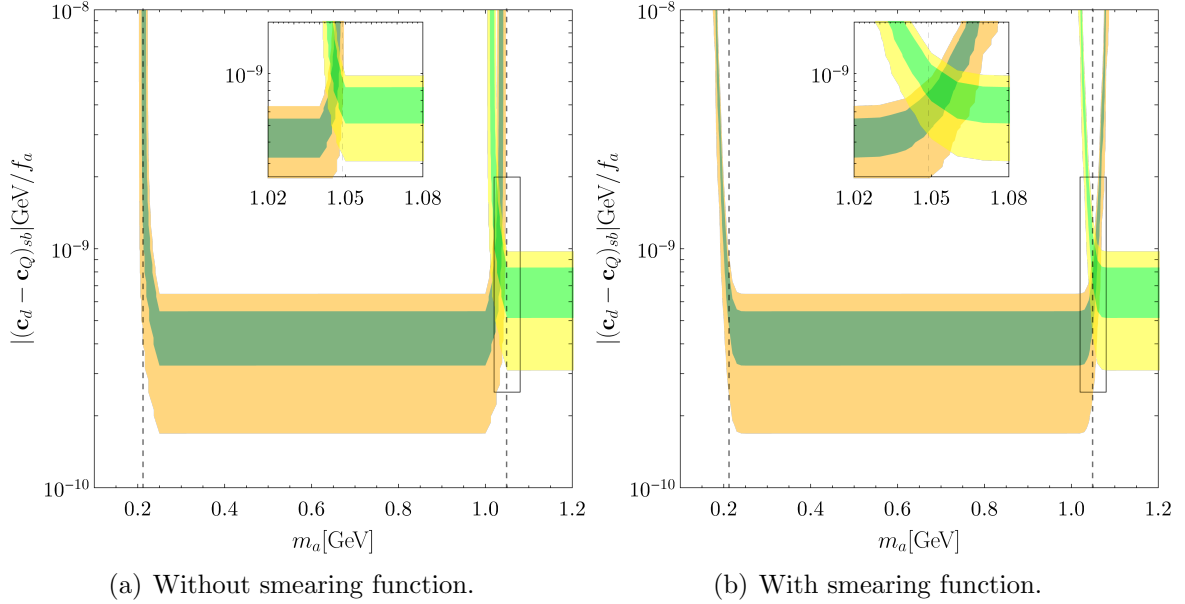 10⁻⁸
10⁻⁹
10⁻¹⁰
|(c_d − c_Q)_{sb}|GeV/f_a
10⁻⁹
1.02 1.05 1.08
0.2 0.4 0.6 0.8 1.0 1.2
m_a[GeV]
(a) Without smearing function.
10⁻⁸
10⁻⁹
10⁻¹⁰
|(c_d − c_Q)_{sb}|GeV/f_a
10⁻⁹
1.02 1.05 1.08
0.2 0.4 0.6 0.8 1.0 1.2
m_a[GeV]
(b) With smearing function.